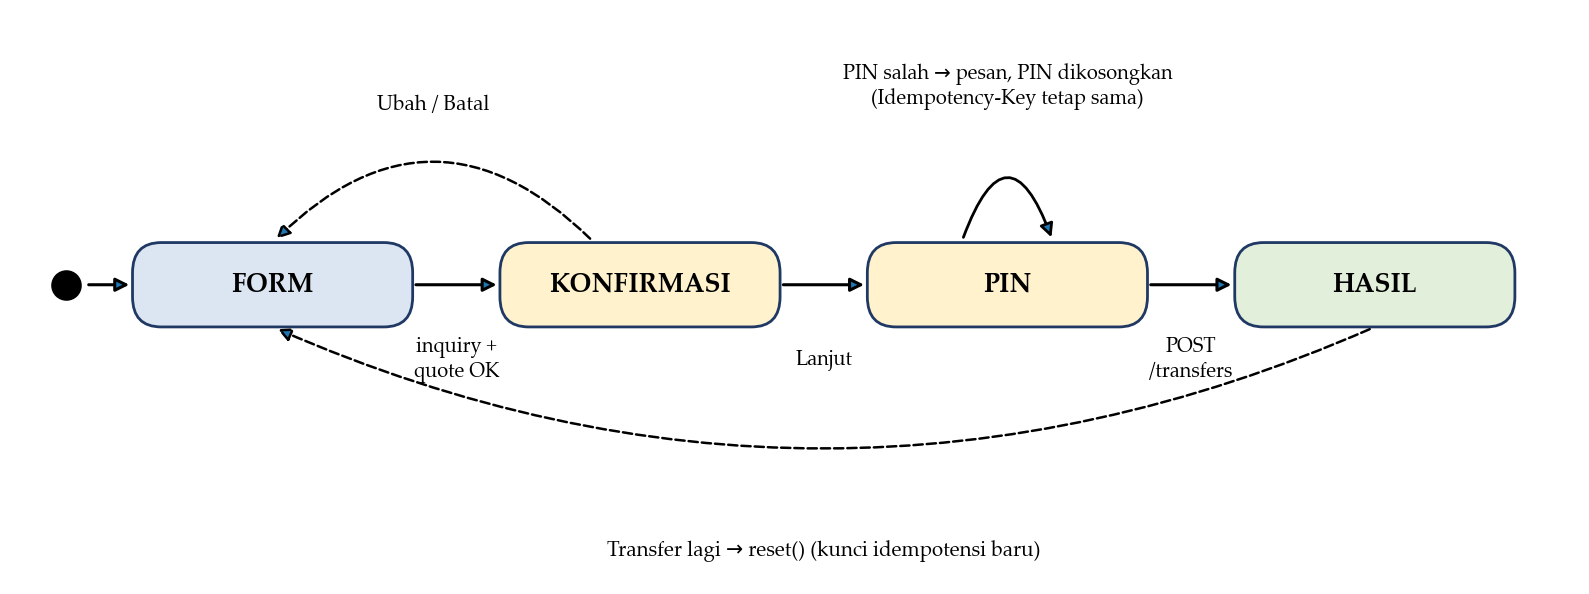 PIN salah → pesan, PIN dikosongkan
(Idempotency-Key tetap sama)
Ubah / Batal
FORM
KONFIRMASI
PIN
HASIL
inquiry +
quote OK
Lanjut
POST
/transfers
Transfer lagi → reset() (kunci idempotensi baru)